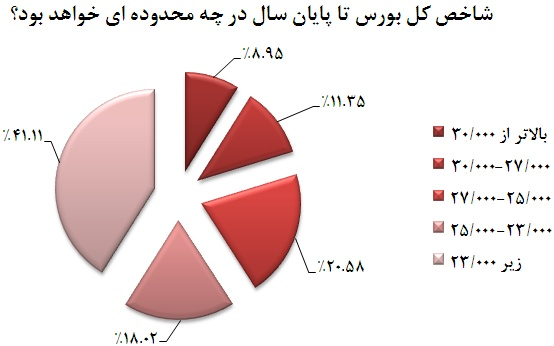 شاخص کل بورس تا پایان سال در چه محدوده ای خواهد بود؟
٪۸.۹۵
٪۱۱.۳۵
٪۲۰.۵۸
٪۱۸.۰۲
٪۴۱.۱۱
بالاتر از ۳۰/۰۰۰
۲۷/۰۰۰-۳۰/۰۰۰
۲۵/۰۰۰-۲۷/۰۰۰
۲۳/۰۰۰-۲۵/۰۰۰
زیر ۲۳/۰۰۰